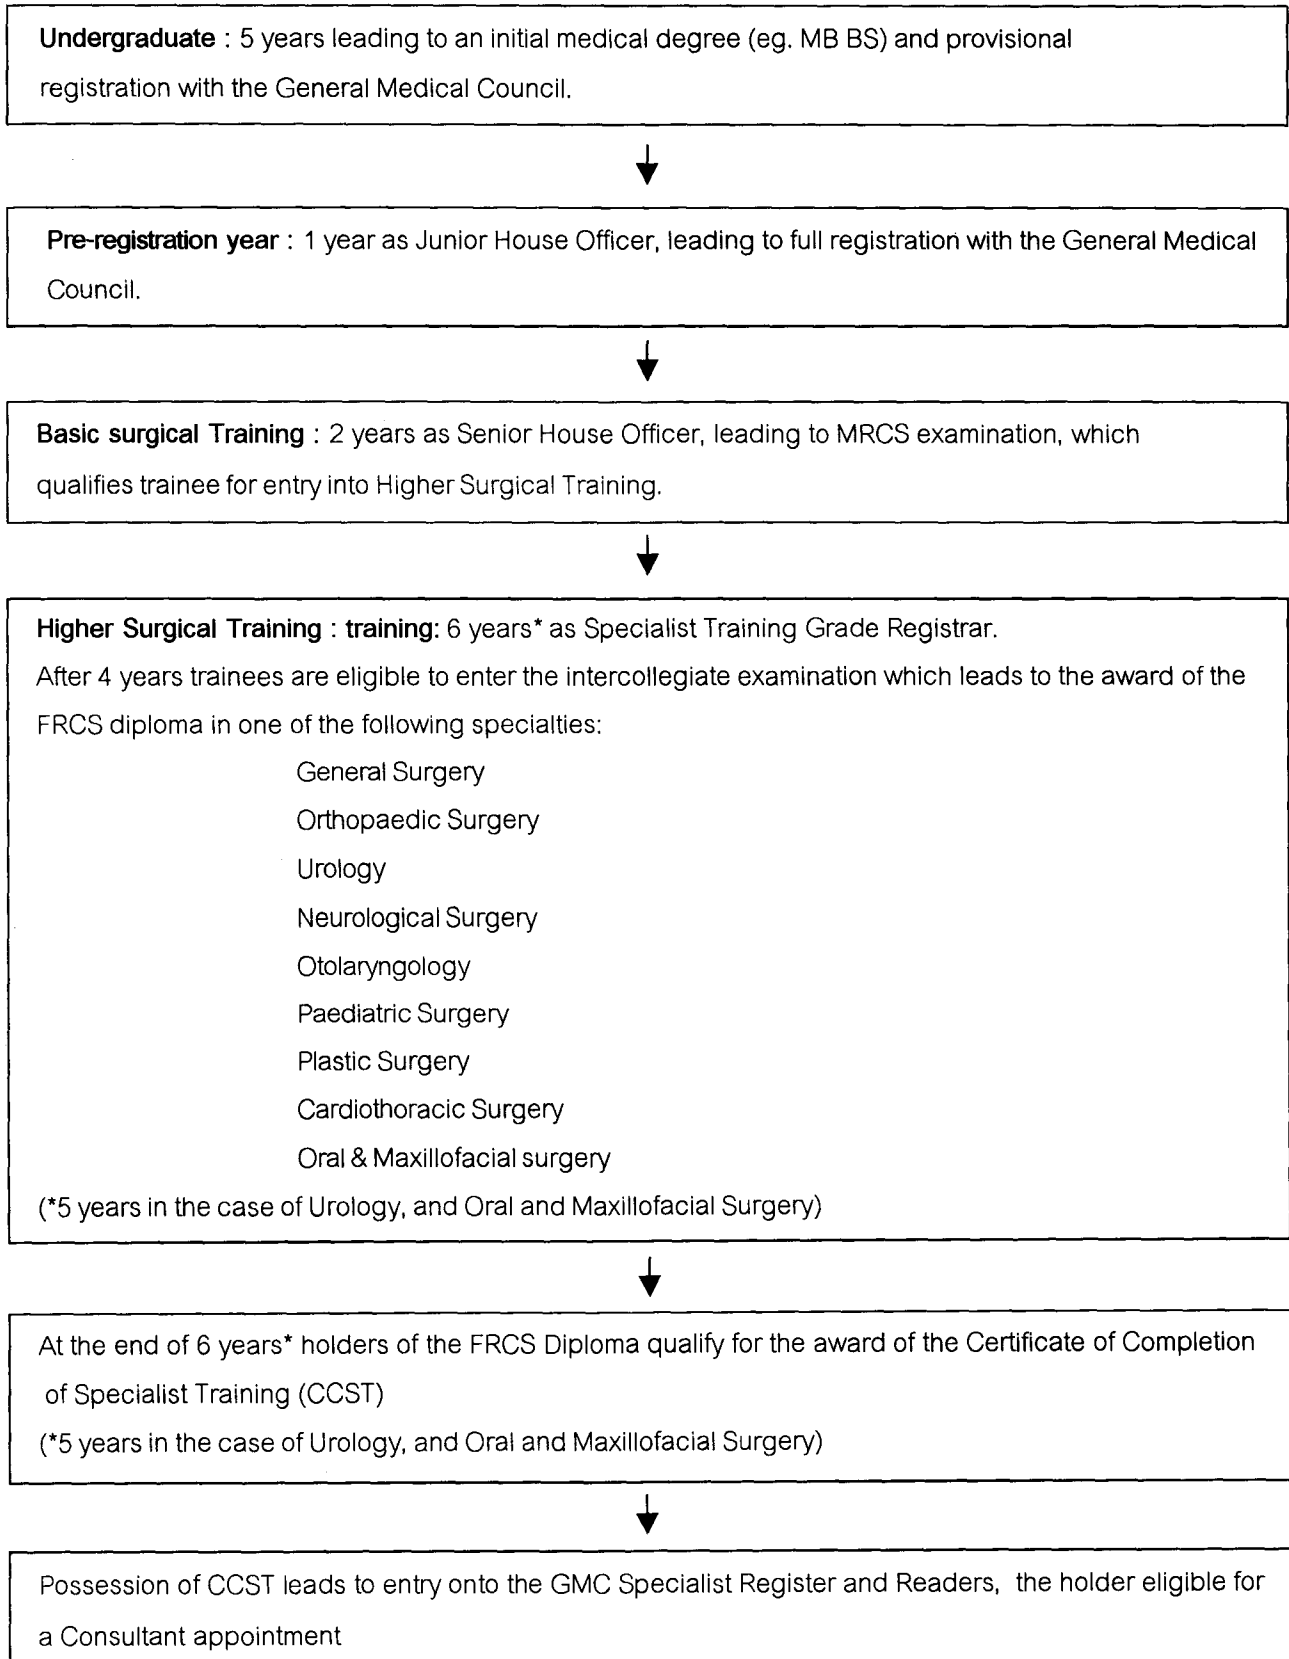 Undergraduate : 5 years leading to an initial medical degree (eg. MB BS) and provisional
registration with the General Medical Council.
Pre-registration year : 1 year as Junior House Officer, leading to full registration with the General Medical
Council.
Basic surgical Training : 2 years as Senior House Officer, leading to MRCS examination, which
qualifies trainee for entry into Higher Surgical Training.
Higher Surgical Training : training: 6 years* as Specialist Training Grade Registrar.
After 4 years trainees are eligible to enter the intercollegiate examination which leads to the award of the
FRCS diploma in one of the following specialties:
General Surgery
Orthopaedic Surgery
Urology
Neurological Surgery
Otolaryngology
Paediatric Surgery
Plastic Surgery
Cardiothoracic Surgery
Oral & Maxillofacial surgery
(*5 years in the case of Urology, and Oral and Maxillofacial Surgery)
At the end of 6 years* holders of the FRCS Diploma qualify for the award of the Certificate of Completion
of Specialist Training (CCST)
(*5 years in the case of Urology, and Oral and Maxillofacial Surgery)
Possession of CCST leads to entry onto the GMC Specialist Register and Readers, the holder eligible for
a Consultant appointment